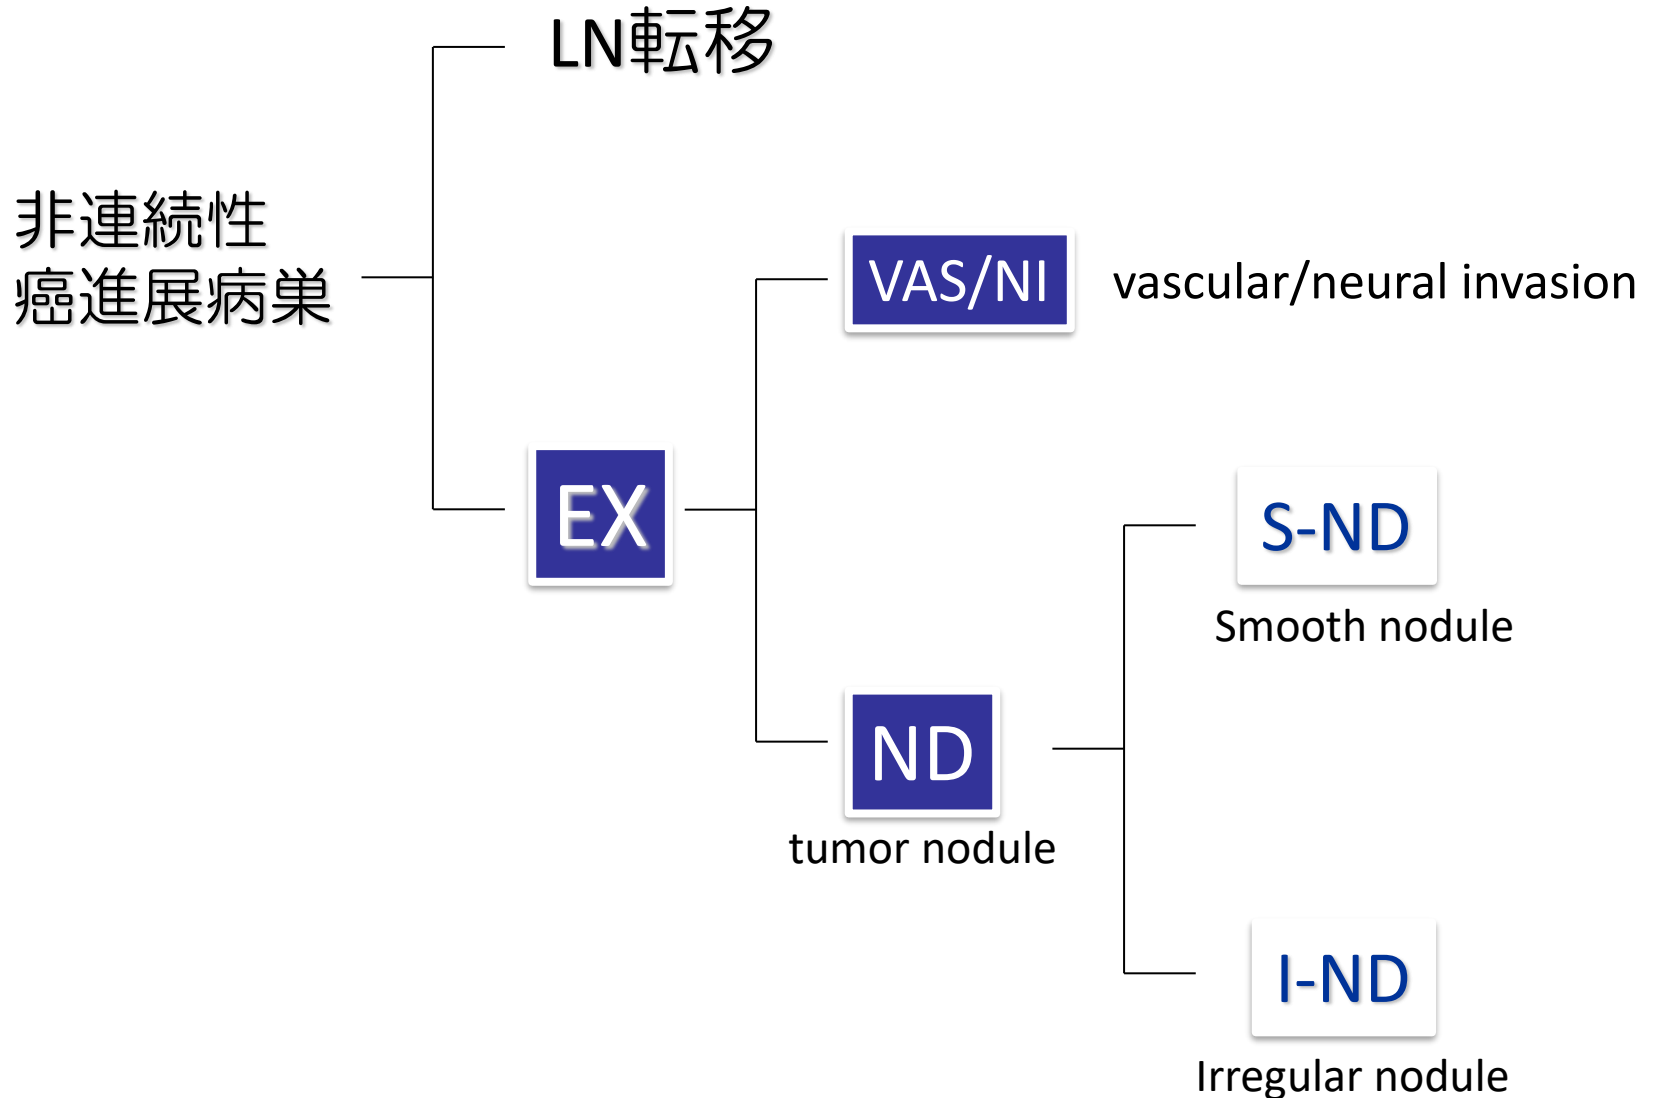 LN転移
非連続性
癌進展病巣
VAS/NI
vascular/neural invasion
EX
S-ND
Smooth nodule
ND
tumor nodule
I-ND
Irregular nodule